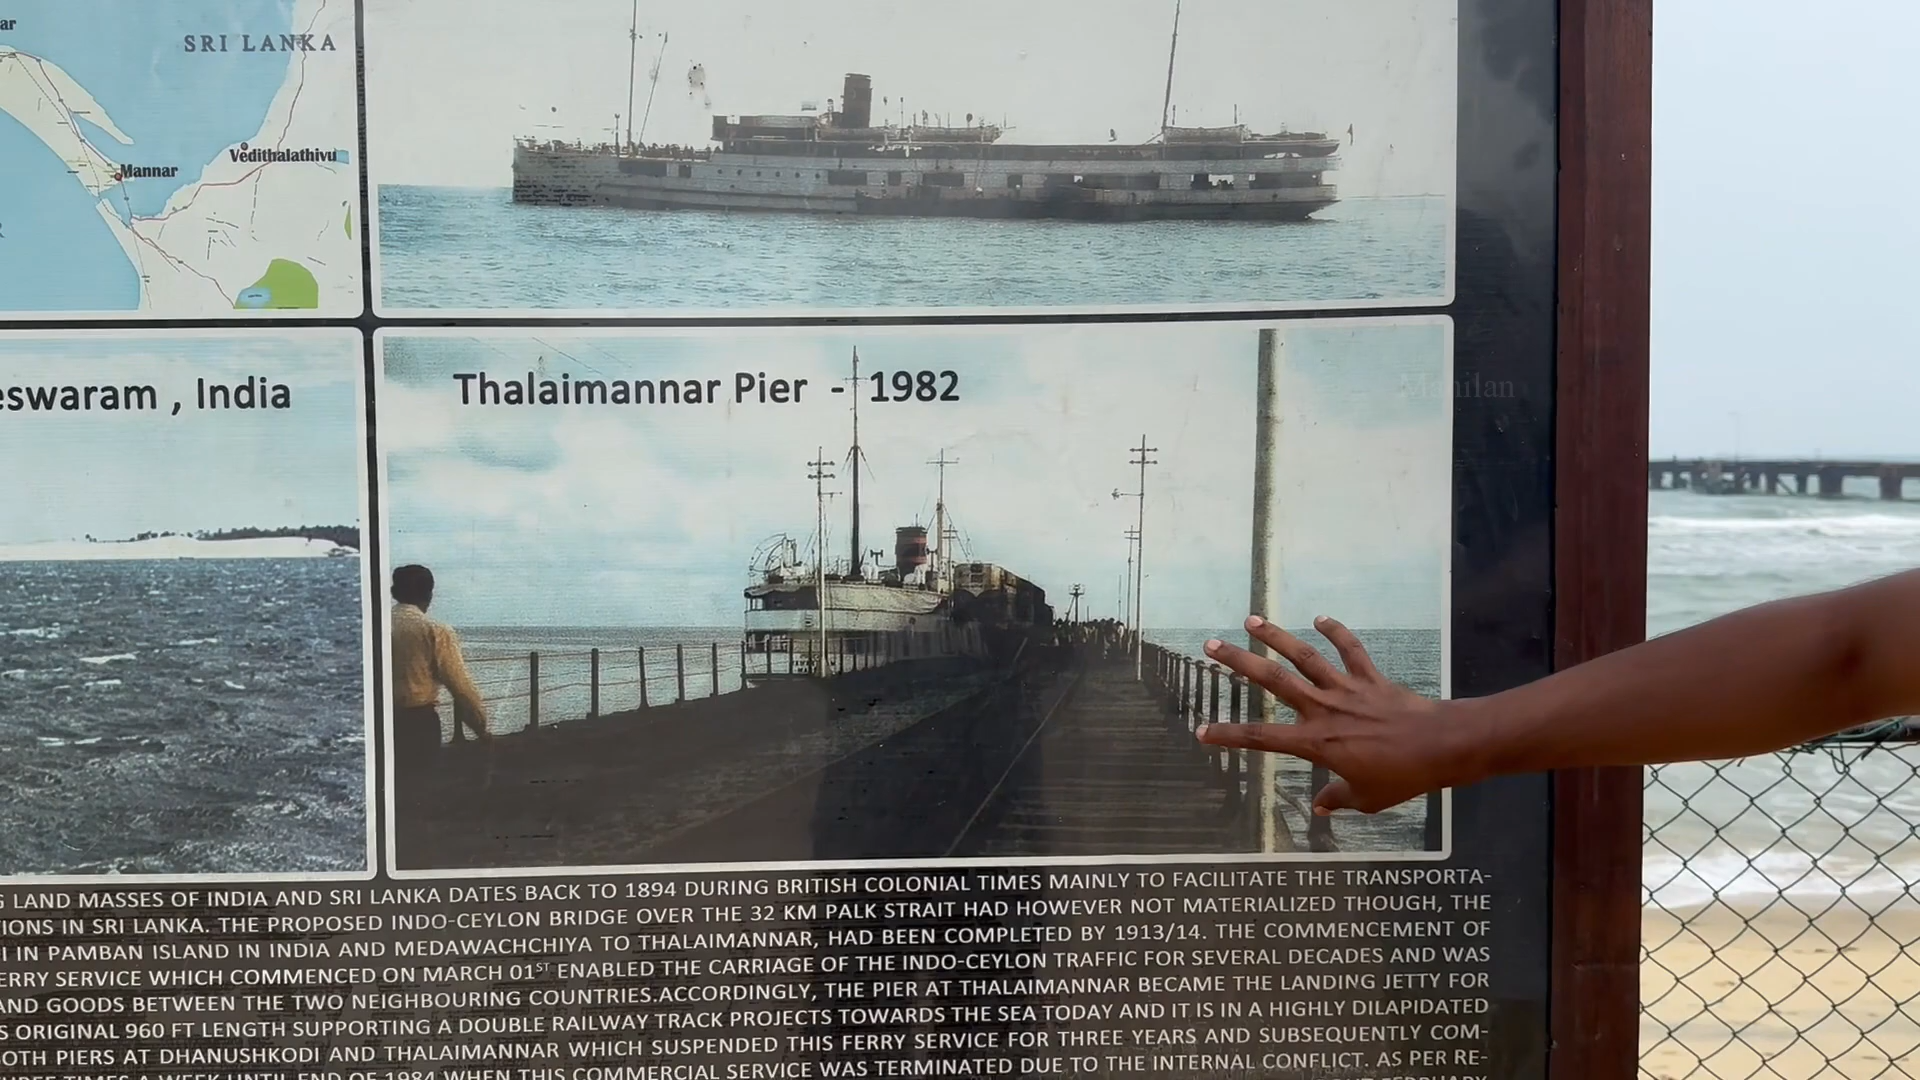 ar
SRI LANKA
Vedithalathivu
Mannar
eswaram , India
Thalaimannar Pier - 1982
Manilan
G LAND MASSES OF INDIA AND SRI LANKA DATES BACK TO 1894 DURING BRITISH COLONIAL TIMES MAINLY TO FACILITATE THE TRANSPORTA-
IONS IN SRI LANKA. THE PROPOSED INDO-CEYLON BRIDGE OVER THE 32 KM PALK STRAIT HAD HOWEVER NOT MATERIALIZED THOUGH, THE
I IN PAMBAN ISLAND IN INDIA AND MEDAWACHCHIYA TO THALAIMANNAR, HAD BEEN COMPLETED BY 1913/14. THE COMMENCEMENT OF
ERRY SERVICE WHICH COMMENCED ON MARCH 01ST ENABLED THE CARRIAGE OF THE INDO-CEYLON TRAFFIC FOR SEVERAL DECADES AND WAS
AND GOODS BETWEEN THE TWO NEIGHBOURING COUNTRIES.ACCORDINGLY, THE PIER AT THALAIMANNAR BECAME THE LANDING JETTY FOR
S ORIGINAL 960 FT LENGTH SUPPORTING A DOUBLE RAILWAY TRACK PROJECTS TOWARDS THE SEA TODAY AND IT IS IN A HIGHLY DILAPIDATED
OTH PIERS AT DHANUSHKODI AND THALAIMANNAR WHICH SUSPENDED THIS FERRY SERVICE FOR THREE YEARS AND SUBSEQUENTLY COM-
THREE TIMES A WEEK UNTIL END OF 1984 WHEN THIS COMMERCIAL SERVICE WAS TERMINATED DUE TO THE INTERNAL CONFLICT. AS PER RE-
FEBRUARY